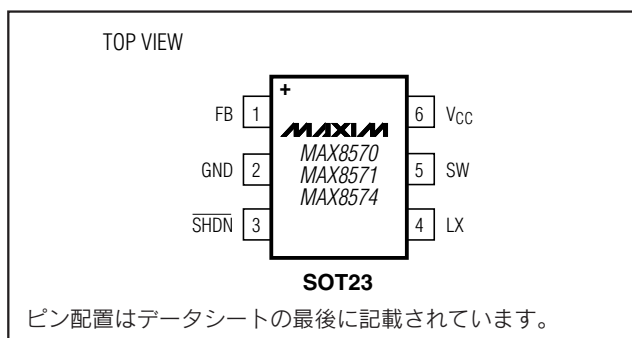 TOP VIEW
+
FB 1
6 VCC
MAXIM
MAX8570
GND 2
MAX8571
5 SW
MAX8574
SHDN 3
4 LX
SOT23
ピン配置はデータシートの最後に記載されています。